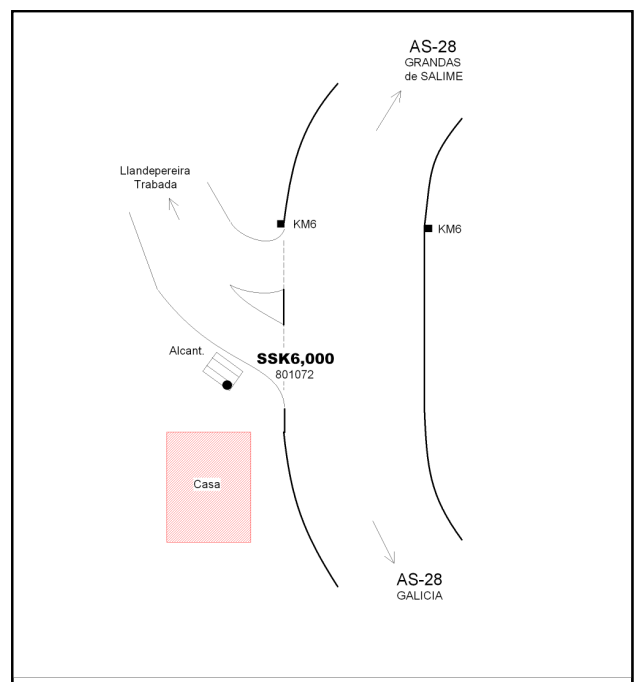 AS-28
GRANDAS
de SALIME
Llandepereira
Trabada
KM6
KM6
Alcant.
SSK6,000
801072
Casa
AS-28
GALICIA